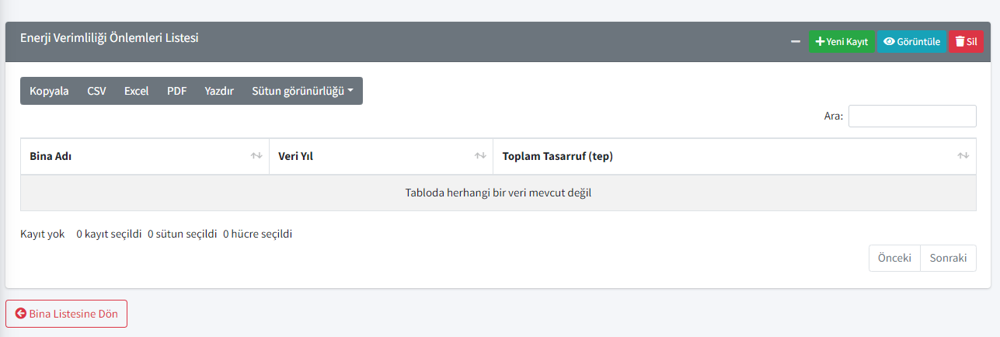 Enerji Verimliliği Önlemleri Listesi
Yeni Kayıt Görüntüle Sil
Kopyala CSV Excel PDF Yazdır Sütun görünürlüğü
Ara:
Bina Adı Veri Yıl Toplam Tasarruf (tep)
Tabloda herhangi bir veri mevcut değil
Kayıt yok 0 kayıt seçildi 0 sütun seçildi 0 hücre seçildi
Önceki Sonraki
Bina Listesine Dön